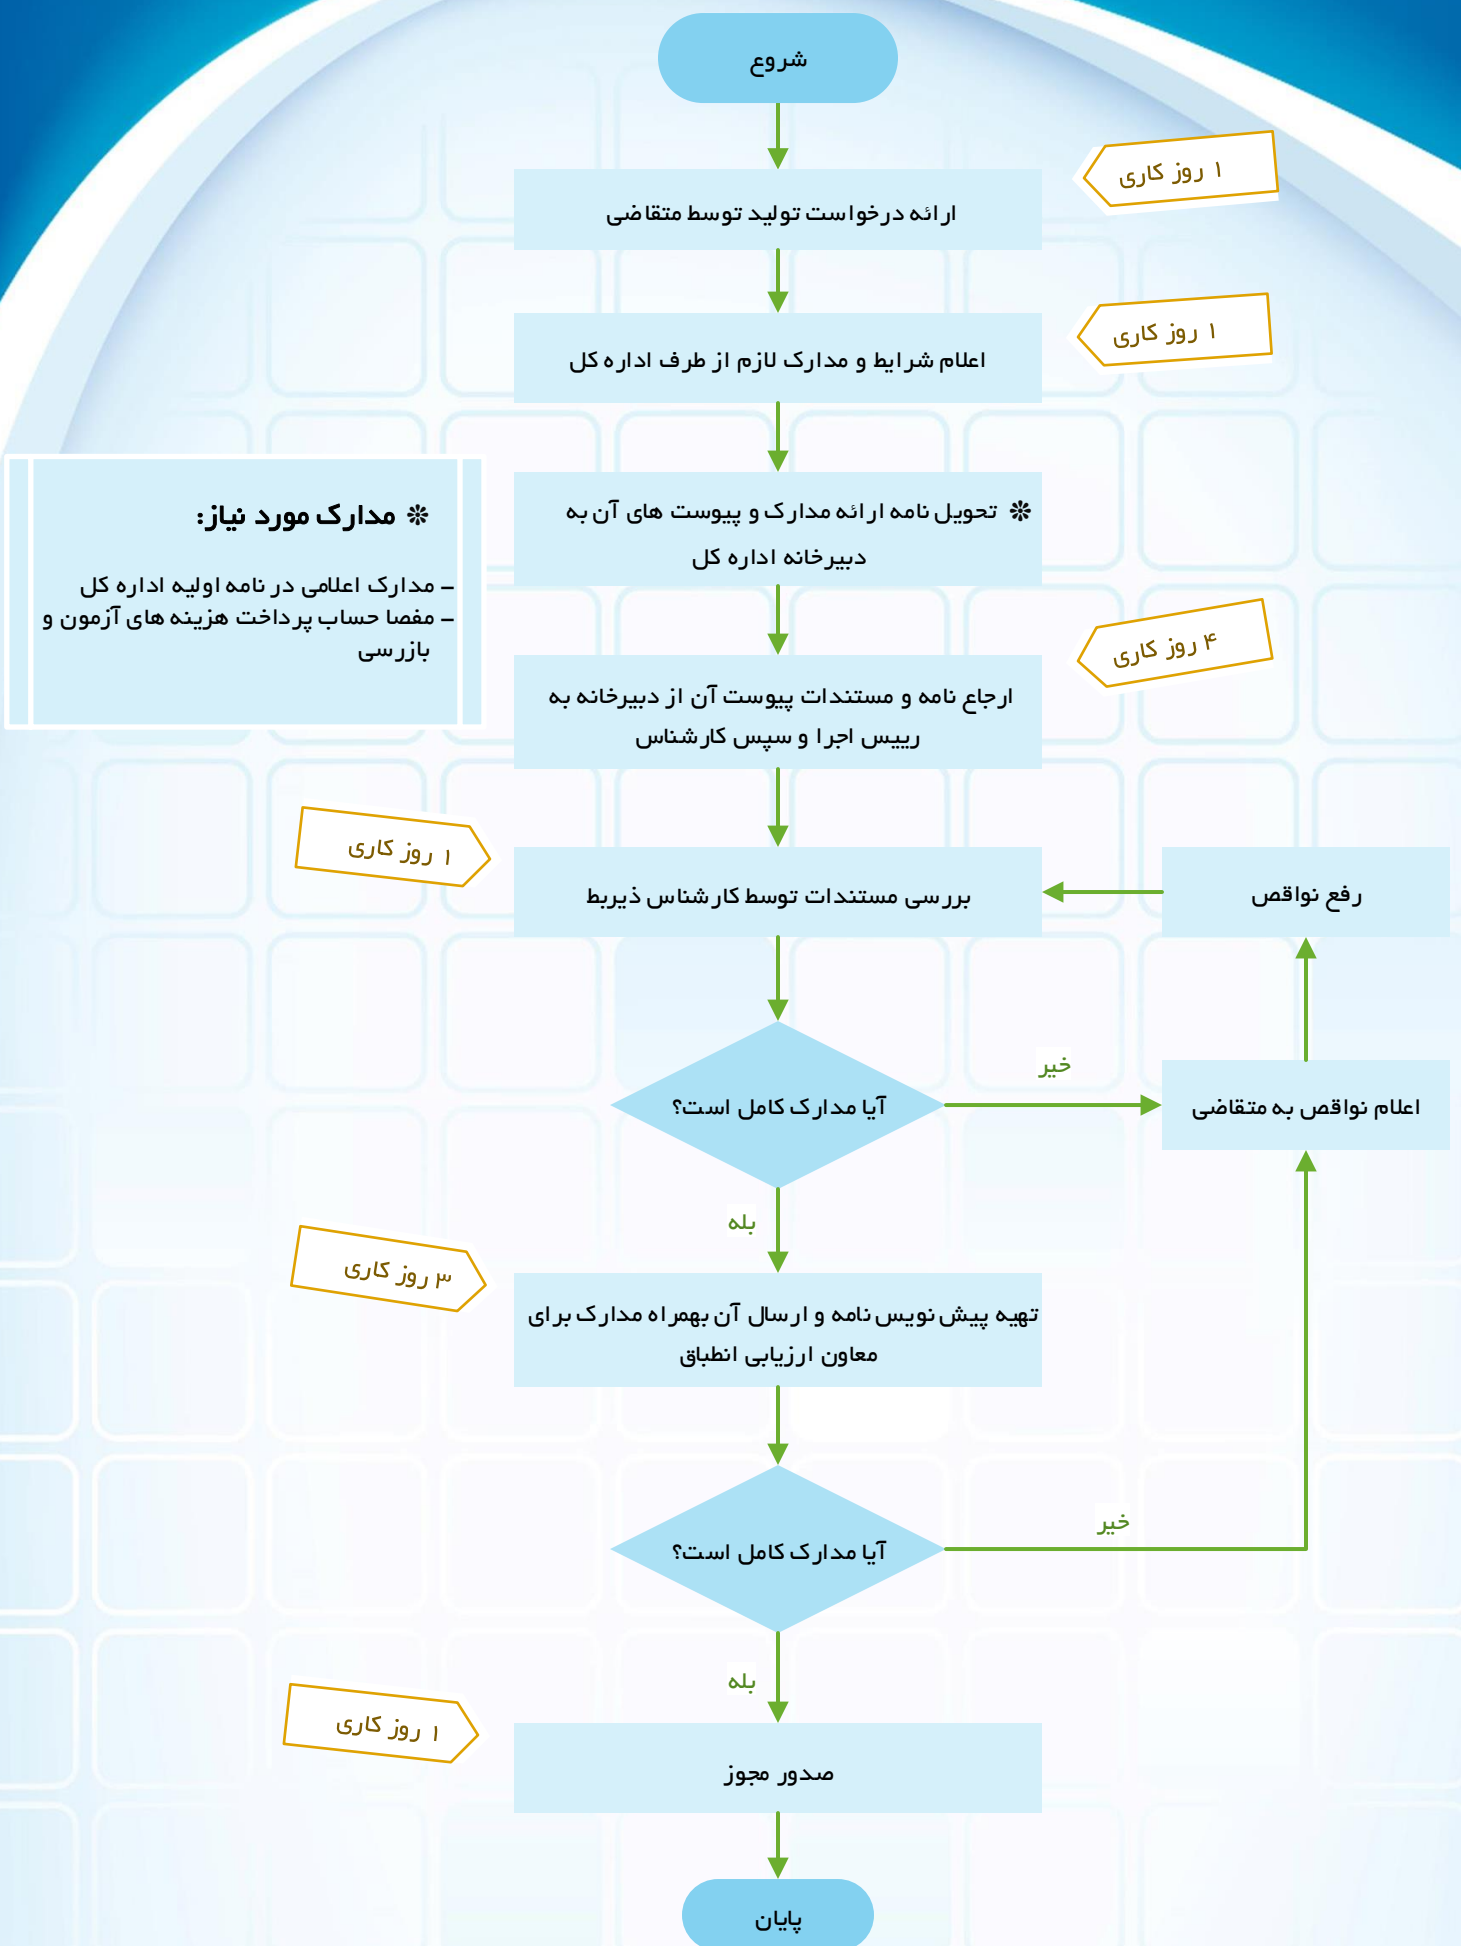 شروع
۱ روز کاری
ارائه درخواست تولید توسط متقاضی
۱ روز کاری
اعلام شرایط و مدارک لازم از طرف اداره کل
❊ تحویل نامه ارائه مدارک و پیوست های آن به
دبیرخانه اداره کل
❊ مدارک مورد نیاز:
– مدارک اعلامی در نامه اولیه اداره کل
– مفصا حساب پرداخت هزینه های آزمون و
بازرسی
۴ روز کاری
ارجاع نامه و مستندات پیوست آن از دبیرخانه به
رییس اجرا و سپس کارشناس
۱ روز کاری
بررسی مستندات توسط کارشناس ذیربط
رفع نواقص
خیر
آیا مدارک کامل است؟
اعلام نواقص به متقاضی
بله
۳ روز کاری
تهیه پیش نویس نامه و ارسال آن بهمراه مدارک برای
معاون ارزیابی انطباق
خیر
آیا مدارک کامل است؟
بله
۱ روز کاری
صدور مجوز
پایان